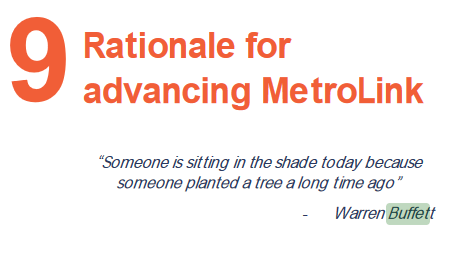 9
Rationale for
advancing MetroLink
“Someone is sitting in the shade today because
someone planted a tree a long time ago”
- Warren Buffett